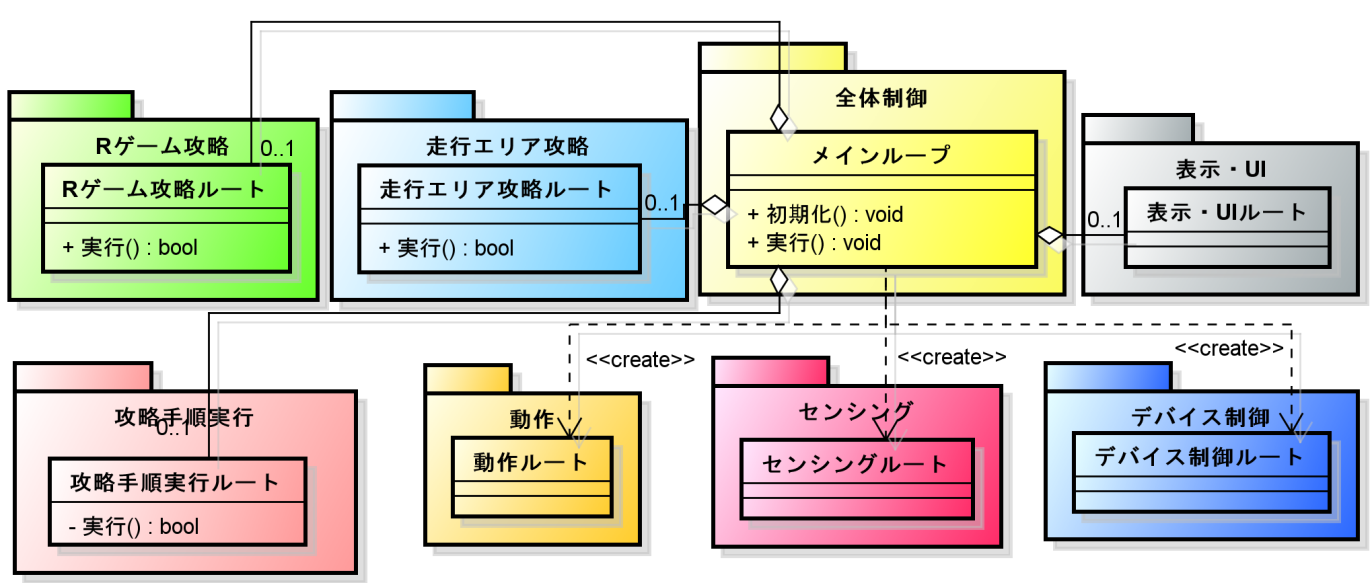 全体制御
メインループ
+ 初期化() : void
+ 実行() : void
Rゲーム攻略
0..1
Rゲーム攻略ルート
+ 実行() : bool
走行エリア攻略
走行エリア攻略ルート
0..1
+ 実行() : bool
表示・UI
表示・UIルート
0..1
攻略手順実行
0..1
攻略手順実行ルート
- 実行() : bool
<<create>>
動作
動作ルート
<<create>>
センシング
センシングルート
<<create>>
デバイス制御
デバイス制御ルート